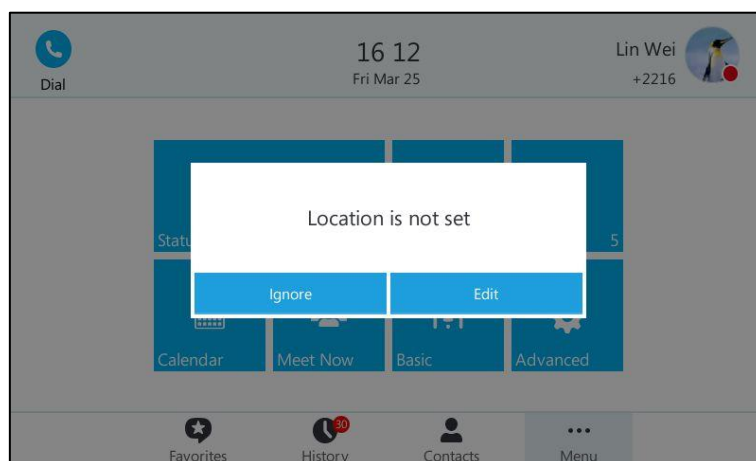 16 12
Lin Wei
Dial
Fri Mar 25
+2216
Location is not set
5
Ignore
Edit
Calendar
Meet Now
Basic
Advanced
30
Favorites
History
Contacts
Menu